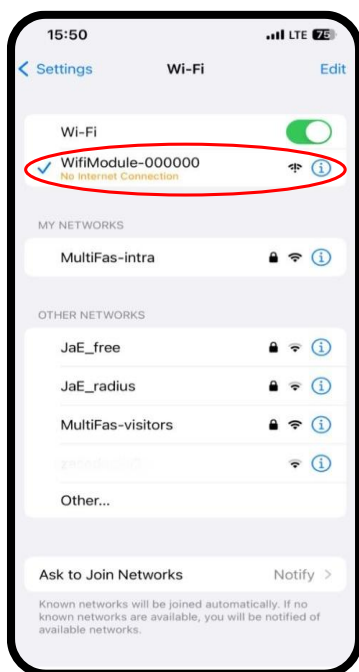 15:50 LTE 75
Settings Wi-Fi Edit
Wi-Fi
WifiModule-000000
No Internet Connection
MY NETWORKS
MultiFas-intra
OTHER NETWORKS
JaE_free
JaE_radius
MultiFas-visitors
Other...
Ask to Join Networks Notify
Known networks will be joined automatically. If no
known networks are available, you will be notified of
available networks.